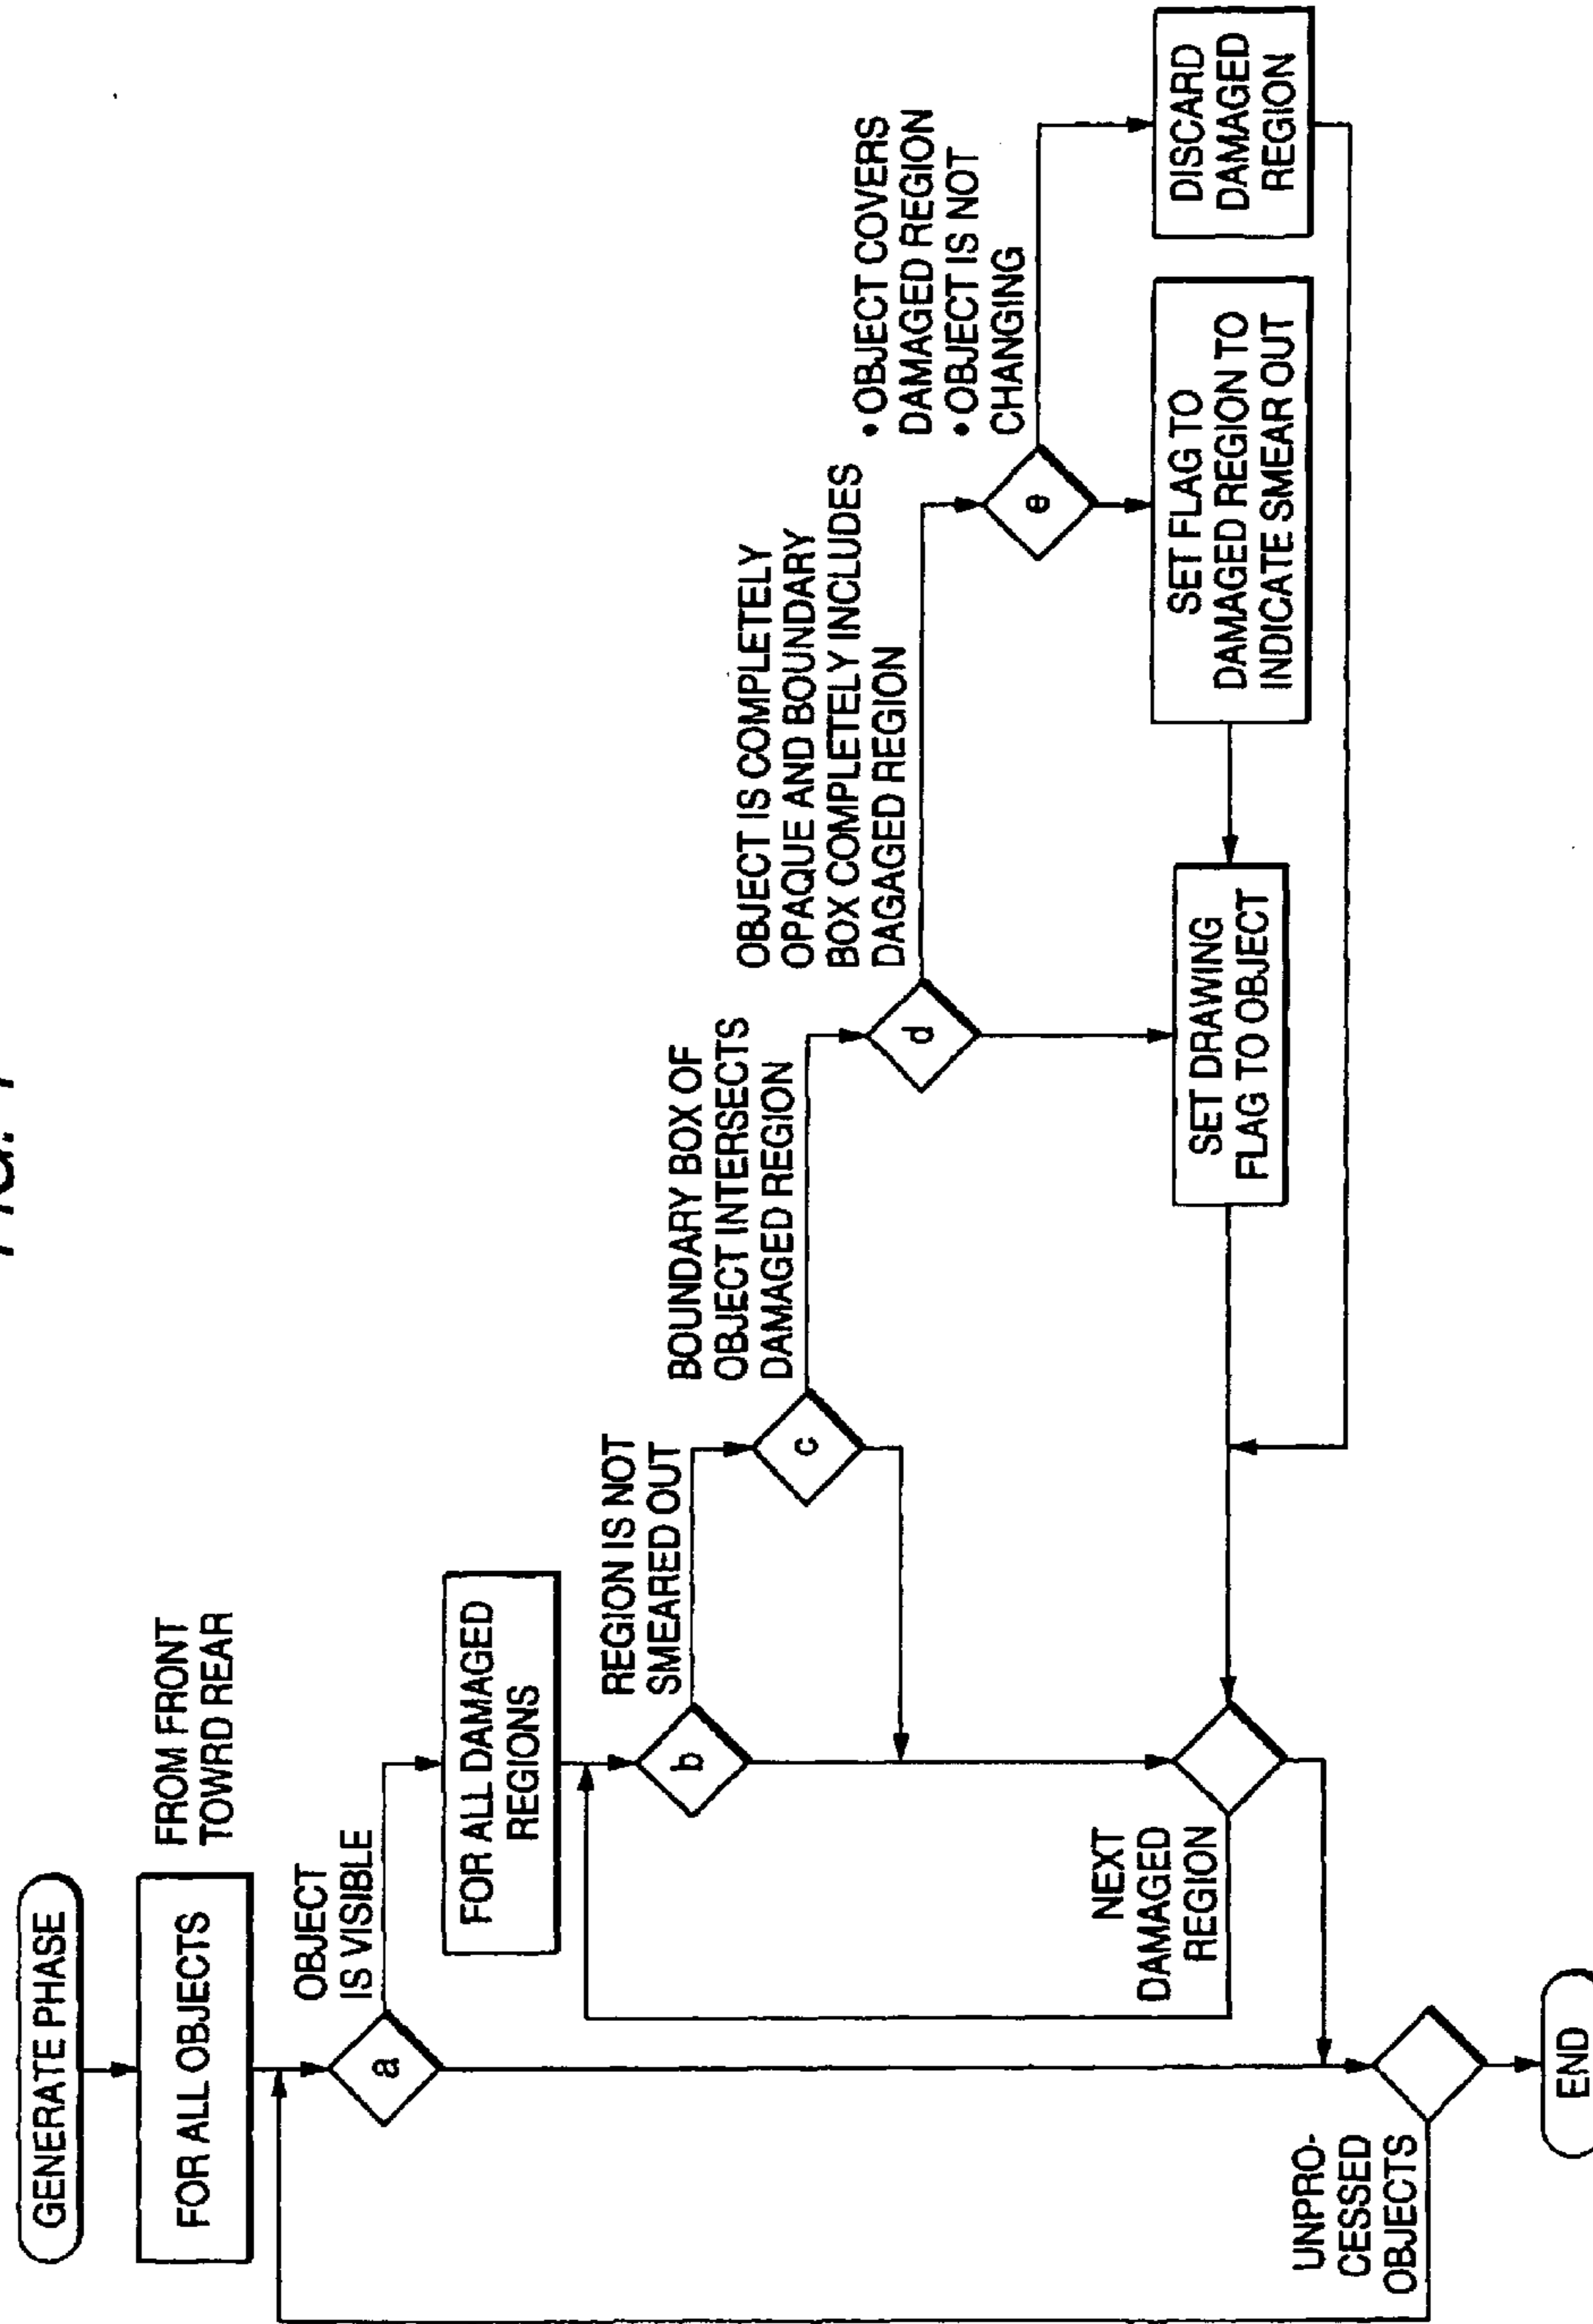 GENERATE PHASE
FOR ALL OBJECTS
FROM FRONT
TOWRD REAR
OBJECT
IS VISIBLE
a
FOR ALL DAMAGED
REGIONS
REGION IS NOT
SMEARED OUT
b
BOUNDARY BOX OF
OBJECT INTERSECTS
DAMAGED REGION
c
OBJECT IS COMPLETELY
OPAQUE AND BOUNDARY
BOX COMPLETELY INCLUDES
DAGAGED REGION
d
• OBJECT COVERS
DAMAGED REGION
• OBJECT IS NOT
CHANGING
e
SET DRAWING
FLAG TO OBJECT
SET FLAG TO
DAMAGED REGION TO
INDICATE SMEAR OUT
DISCARD
DAMAGED
REGION
NEXT
DAMAGED
REGION
UNPRO-
CESSED
OBJECTS
END